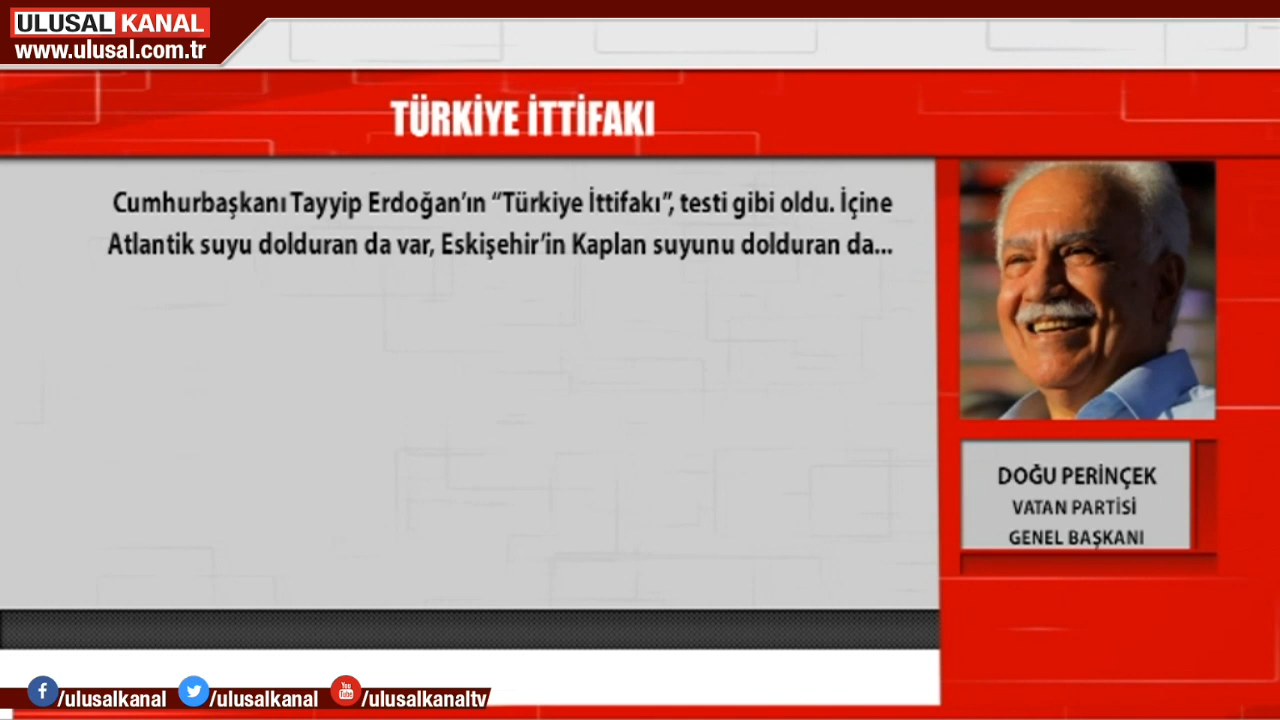 ULUSAL KANAL
www.ulusal.com.tr
TÜRKİYE İTTİFAKI
Cumhurbaşkanı Tayyip Erdoğan’ın “Türkiye İttifakı”, testi gibi oldu. İçine
Atlantik suyu dolduran da var, Eskişehir’in Kaplan suyunu dolduran da...
DOĞU PERİNÇEK
VATAN PARTİSİ
GENEL BAŞKANI
/ulusalkanal /ulusalkanal You Tube /ulusalkanaltv